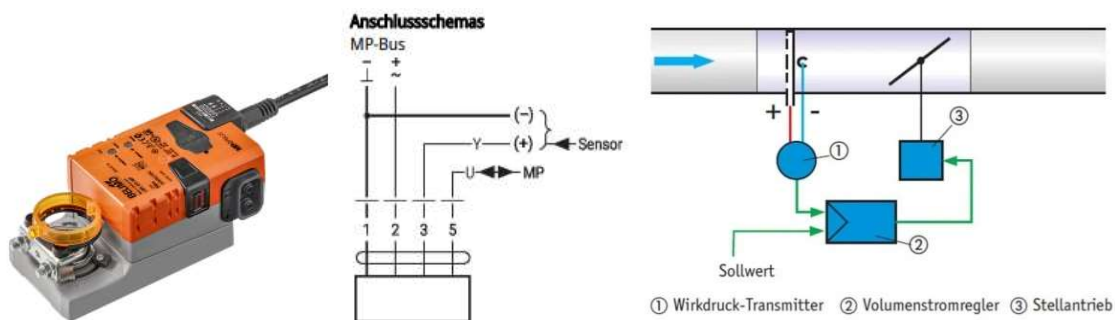 BELIMO
Anschlussschemas
MP-Bus
- +
⊥ ~
(-)
Y (+) Sensor
U MP
1 2 3 5
+ -
①
③
②
Sollwert
① Wirkdruck-Transmitter ② Volumenstromregler ③ Stellantrieb